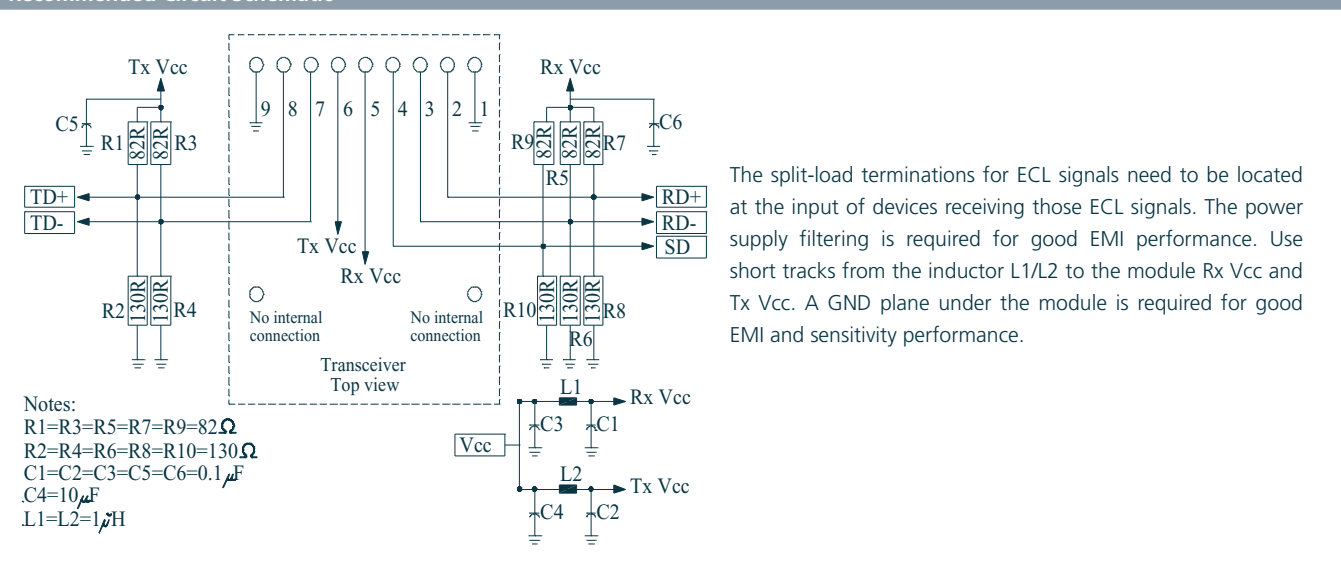 Tx Vcc
Rx Vcc
9 8 7 6 5 4 3 2 1
C5
R1 82R 82R R3
R9 82R 82R 82R R7
C6
R5
TD+
TD-
RD+
RD-
SD
Tx Vcc
Rx Vcc
R2 130R 130R R4
R10 130R 130R 130R R8
R6
No internal
connection
No internal
connection
Transceiver
Top view
Notes:
R1=R3=R5=R7=R9=82Ω
R2=R4=R6=R8=R10=130Ω
C1=C2=C3=C5=C6=0.1μF
.C4=10μF
.L1=L2=1μH
L1
Rx Vcc
C3
C1
Vcc
L2
Tx Vcc
C4
C2
The split-load terminations for ECL signals need to be located
at the input of devices receiving those ECL signals. The power
supply filtering is required for good EMI performance. Use
short tracks from the inductor L1/L2 to the module Rx Vcc and
Tx Vcc. A GND plane under the module is required for good
EMI and sensitivity performance.